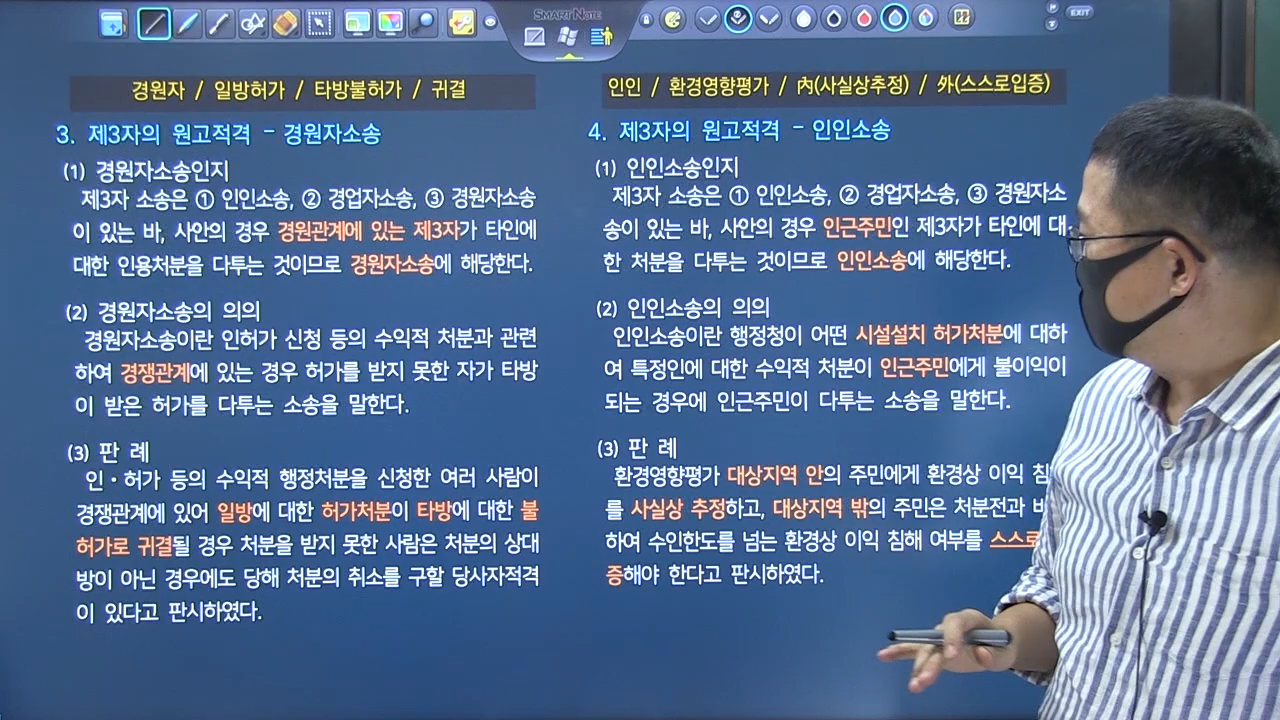 SMART NOTE
EXIT
경원자 / 일방허가 / 타방불허가 / 귀결
3. 제3자의 원고적격 - 경원자소송
(1) 경원자소송인지
제3자 소송은 ① 인인소송, ② 경업자소송, ③ 경원자소송
이 있는 바, 사안의 경우 경원관계에 있는 제3자가 타인에
대한 인용처분을 다투는 것이므로 경원자소송에 해당한다.
(2) 경원자소송의 의의
경원자소송이란 인허가 신청 등의 수익적 처분과 관련
하여 경쟁관계에 있는 경우 허가를 받지 못한 자가 타방
이 받은 허가를 다투는 소송을 말한다.
(3) 판 례
인·허가 등의 수익적 행정처분을 신청한 여러 사람이
경쟁관계에 있어 일방에 대한 허가처분이 타방에 대한 불
허가로 귀결될 경우 처분을 받지 못한 사람은 처분의 상대
방이 아닌 경우에도 당해 처분의 취소를 구할 당사자적격
이 있다고 판시하였다.
인인 / 환경영향평가 / 內(사실상추정) / 外(스스로입증)
4. 제3자의 원고적격 - 인인소송
(1) 인인소송인지
제3자 소송은 ① 인인소송, ② 경업자소송, ③ 경원자소
송이 있는 바, 사안의 경우 인근주민인 제3자가 타인에 대
한 처분을 다투는 것이므로 인인소송에 해당한다.
(2) 인인소송의 의의
인인소송이란 행정청이 어떤 시설설치 허가처분에 대하
여 특정인에 대한 수익적 처분이 인근주민에게 불이익이
되는 경우에 인근주민이 다투는 소송을 말한다.
(3) 판 례
환경영향평가 대상지역 안의 주민에게 환경상 이익 침
를 사실상 추정하고, 대상지역 밖의 주민은 처분전과
하여 수인한도를 넘는 환경상 이익 침해 여부를 스스로
증해야 한다고 판시하였다.